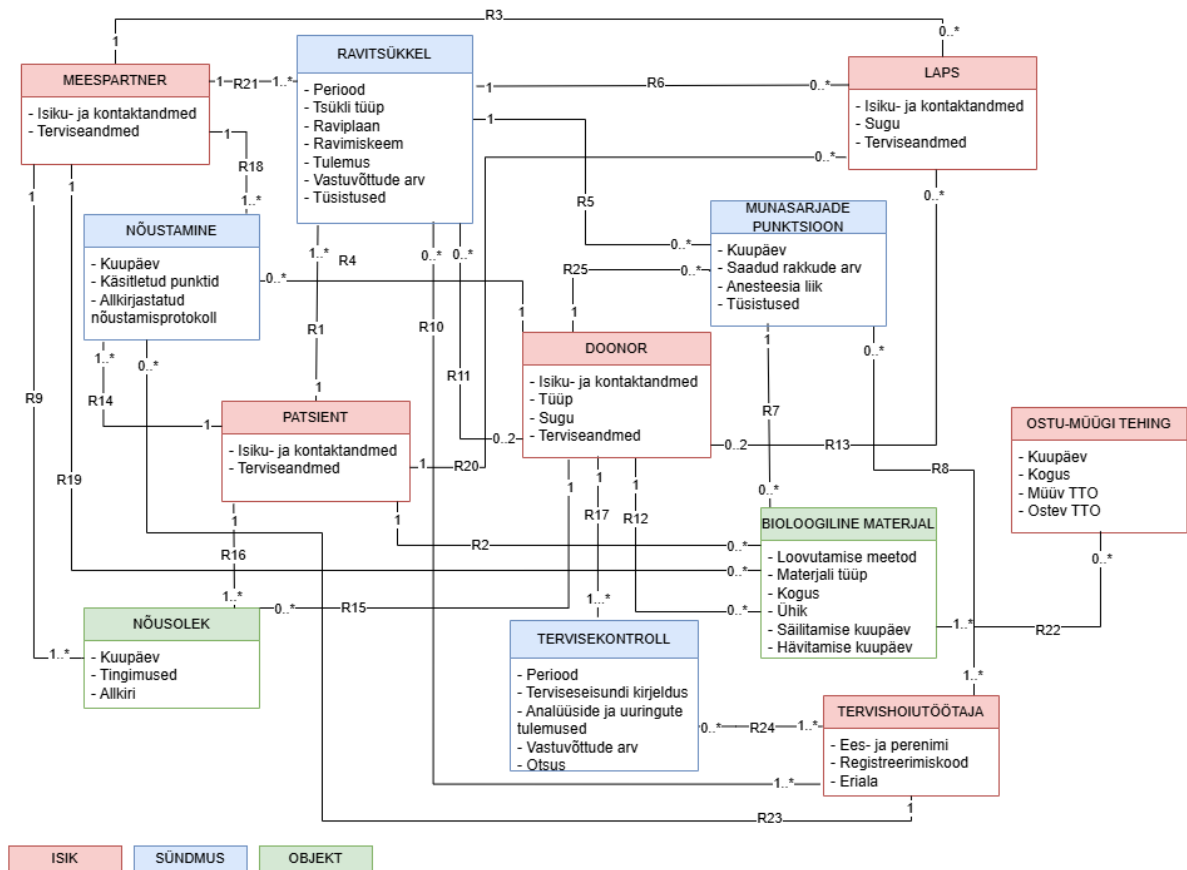 R3
1
0..*
MEESPARTNER
- Isiku- ja kontaktandmed
- Terviseandmed
1
R21
1..*
RAVITSÜKKEL
- Periood
- Tsükli tüüp
- Raviplaan
- Ravimiskeem
- Tulemus
- Vastuvõttude arv
- Tüsistused
1
R6
0..*
LAPS
- Isiku- ja kontaktandmed
- Sugu
- Terviseandmed
1
R18
1..*
1
R5
0..*
0..*
1
1
NÕUSTAMINE
- Kuupäev
- Käsitletud punktid
- Allkirjastatud
nõustamisprotokoll
0..*
R4
1
1..*
R1
1
0..*
R10
0..*
R11
0..2
MUNASARJADE
PUNKTSIOON
- Kuupäev
- Saadud rakkude arv
- Anesteesia liik
- Tüsistused
R25
0..*
1
0..*
DOONOR
- Isiku- ja kontaktandmed
- Tüüp
- Sugu
- Terviseandmed
1
R7
0..*
0..*
R8
1..*
0..2
R13
1..*
R14
1
0..*
R9
PATSIENT
- Isiku- ja kontaktandmed
- Terviseandmed
1
R20
OSTU-MÜÜGI TEHING
- Kuupäev
- Kogus
- Müüv TTO
- Ostev TTO
0..*
R22
1..*
R19
1
R16
1..*
1
R2
0..*
0..*
1
R17
1...*
1
R12
0..*
1
R15
0..*
BIOLOOGILINE MATERJAL
- Loovutamise meetod
- Materjali tüüp
- Kogus
- Ühik
- Säilitamise kuupäev
- Hävitamise kuupäev
1..*
NÕUSOLEK
- Kuupäev
- Tingimused
- Allkiri
TERVISEKONTROLL
- Periood
- Terviseseisundi kirjeldus
- Analüüside ja uuringute
tulemused
- Vastuvõttude arv
- Otsus
0..*
R24
1..*
1..*
TERVISHOIUTÖÖTAJA
- Ees- ja perenimi
- Registreerimiskood
- Eriala
1
R23
ISIK
SÜNDMUS
OBJEKT